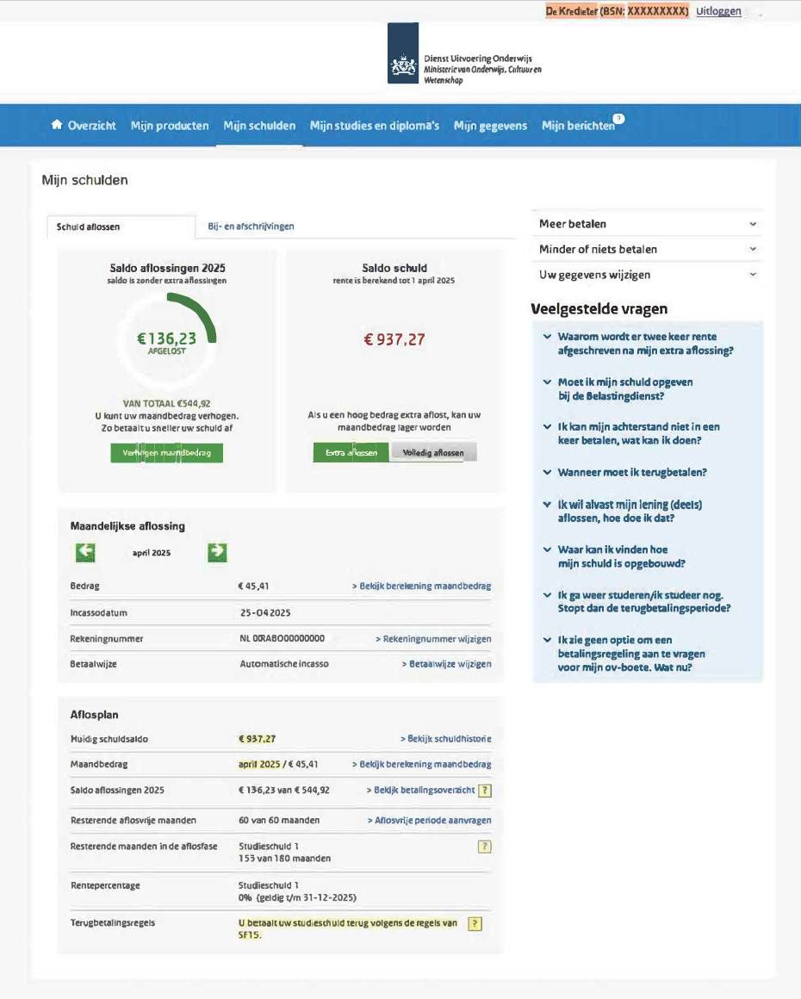 De Kredieter (BSN: XXXXXXXXX) Uitloggen
Dienst Uitvoering Onderwijs
Ministerie van Onderwijs, Cultuur en
Wetenschap
Overzicht Mijn producten Mijn schulden Mijn studies en diploma's Mijn gegevens Mijn berichten
Mijn schulden
Schuld aflossen
Bij- en afschrijvingen
Saldo aflossingen 2025
saldo is zonder extra aflossingen
€ 136,23
AFGELOST
VAN TOTAAL €544,92
U kunt uw maandbedrag verhogen.
Zo betaalt u sneller uw schuld af
Verhogen maandbedrag
Saldo schuld
rente is berekend tot 1 april 2025
€ 937,27
Als u een hoog bedrag extra aflost, kan uw
maandbedrag lager worden
Extra aflossen
Volledig aflossen
Maandelijkse aflossing
april 2025
Bedrag € 45,41 > Bekijk berekening maandbedrag
Incassodatum 25-04 2025
Rekeningnummer NL 00RABO00000000 > Rekeningnummer wijzigen
Betaalwijze Automatische incasso > Betaalwijze wijzigen
Aflosplan
Huidig schuldsaldo € 937,27 > Bekijk schuldhistorie
Maandbedrag april 2025 / € 45,41 > Bekijk berekening maandbedrag
Saldo aflossingen 2025 € 136,23 van € 544,92 > Bekijk betalingsoverzicht ?
Resterende aflosvrije maanden 60 van 60 maanden > Aflosvrije periode aanvragen
Resterende maanden in de aflosfase Studieschuld 1 ?
153 van 180 maanden
Rentepercentage Studieschuld 1
0% (geldig t/m 31-12-2025)
Terugbetalingsregels U betaalt uw studieschuld terug volgens de regels van ?
SF15.
Meer betalen
Minder of niets betalen
Uw gegevens wijzigen
Veelgestelde vragen
Waarom wordt er twee keer rente
afgeschreven na mijn extra aflossing?
Moet ik mijn schuld opgeven
bij de Belastingdienst?
Ik kan mijn achterstand niet in een
keer betalen, wat kan ik doen?
Wanneer moet ik terugbetalen?
Ik wil alvast mijn lening (deels)
aflossen, hoe doe ik dat?
Waar kan ik vinden hoe
mijn schuld is opgebouwd?
Ik ga weer studeren/ik studeer nog.
Stopt dan de terugbetalingsperiode?
Ik zie geen optie om een
betalingsregeling aan te vragen
voor mijn ov-boete. Wat nu?